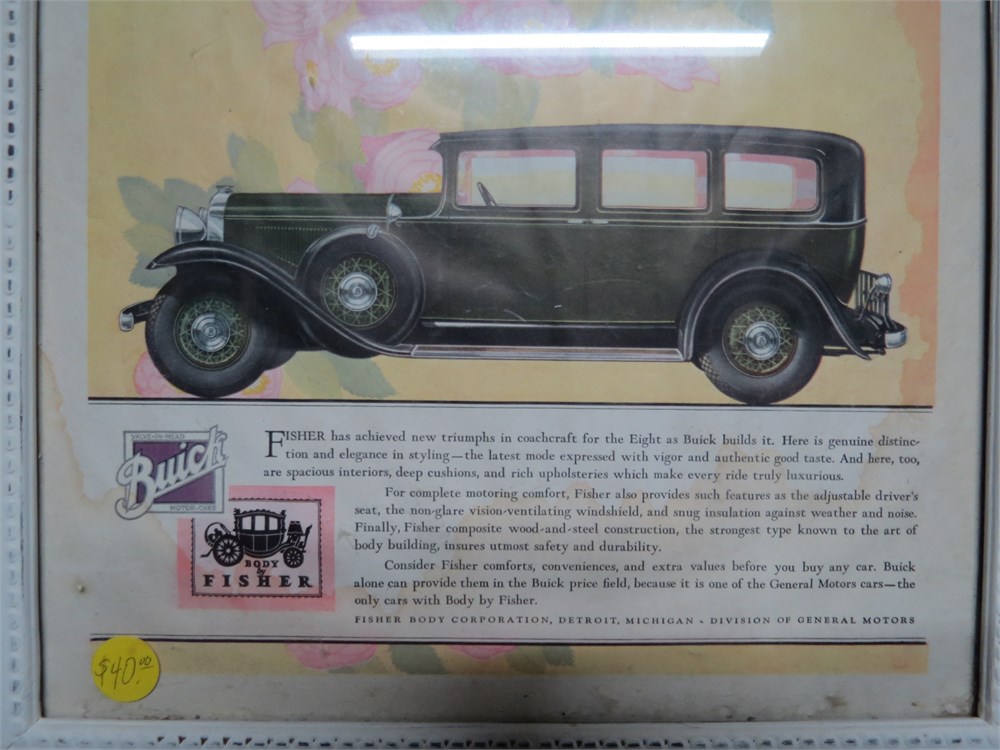 VALVE-IN-HEAD
Buick
MOTOR-CARS
BODY
by
FISHER
FISHER has achieved new triumphs in coachcraft for the Eight as Buick builds it. Here is genuine distinc-
tion and elegance in styling—the latest mode expressed with vigor and authentic good taste. And here, too,
are spacious interiors, deep cushions, and rich upholsteries which make every ride truly luxurious.
For complete motoring comfort, Fisher also provides such features as the adjustable driver's
seat, the non-glare vision-ventilating windshield, and snug insulation against weather and noise.
Finally, Fisher composite wood-and-steel construction, the strongest type known to the art of
body building, insures utmost safety and durability.
Consider Fisher comforts, conveniences, and extra values before you buy any car. Buick
alone can provide them in the Buick price field, because it is one of the General Motors cars—the
only cars with Body by Fisher.
FISHER BODY CORPORATION, DETROIT, MICHIGAN - DIVISION OF GENERAL MOTORS
$40.00